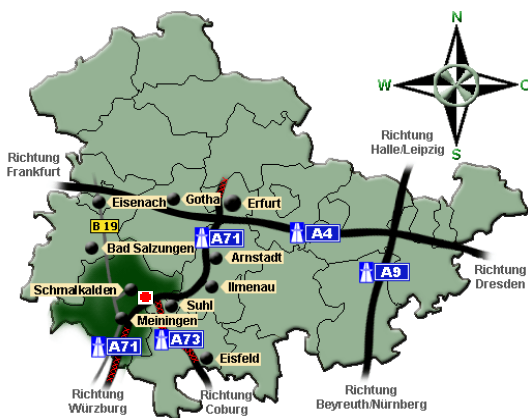 N
W
O
S
Richtung
Halle/Leipzig
Richtung
Frankfurt
Eisenach
Gotha
Erfurt
B 19
A71
A4
Bad Salzungen
Arnstadt
A9
Richtung
Dresden
Schmalkalden
Ilmenau
Suhl
Meiningen
A71
A73
Eisfeld
Richtung
Würzburg
Richtung
Coburg
Richtung
Beyreuth/Nürnberg